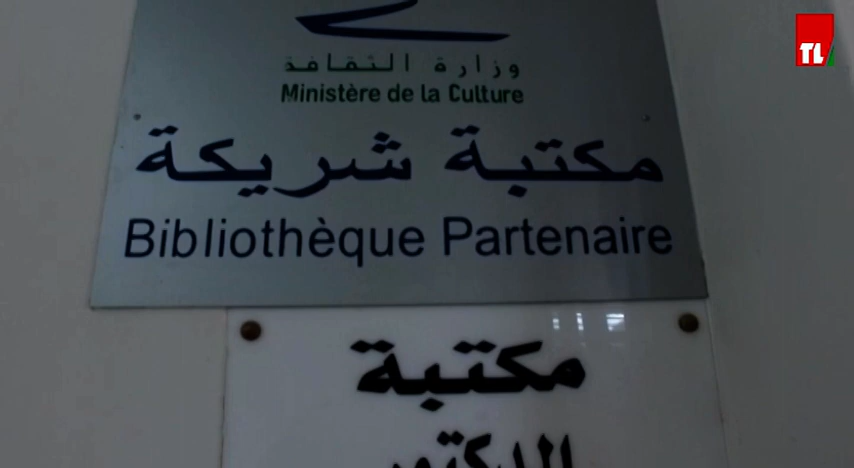 TL
وزارة الثقافة
Ministère de la Culture
مكتبة شريكة
Bibliothèque Partenaire
مكتبة